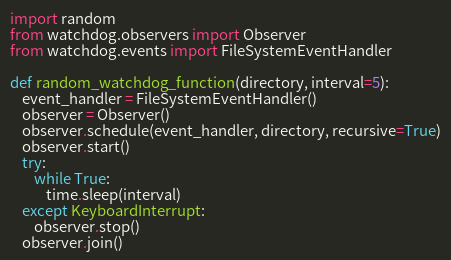 import random
from watchdog.observers import Observer
from watchdog.events import FileSystemEventHandler

def random_watchdog_function(directory, interval=5):
    event_handler = FileSystemEventHandler()
    observer = Observer()
    observer.schedule(event_handler, directory, recursive=True)
    observer.start()
    try:
        while True:
            time.sleep(interval)
    except KeyboardInterrupt:
        observer.stop()
    observer.join()